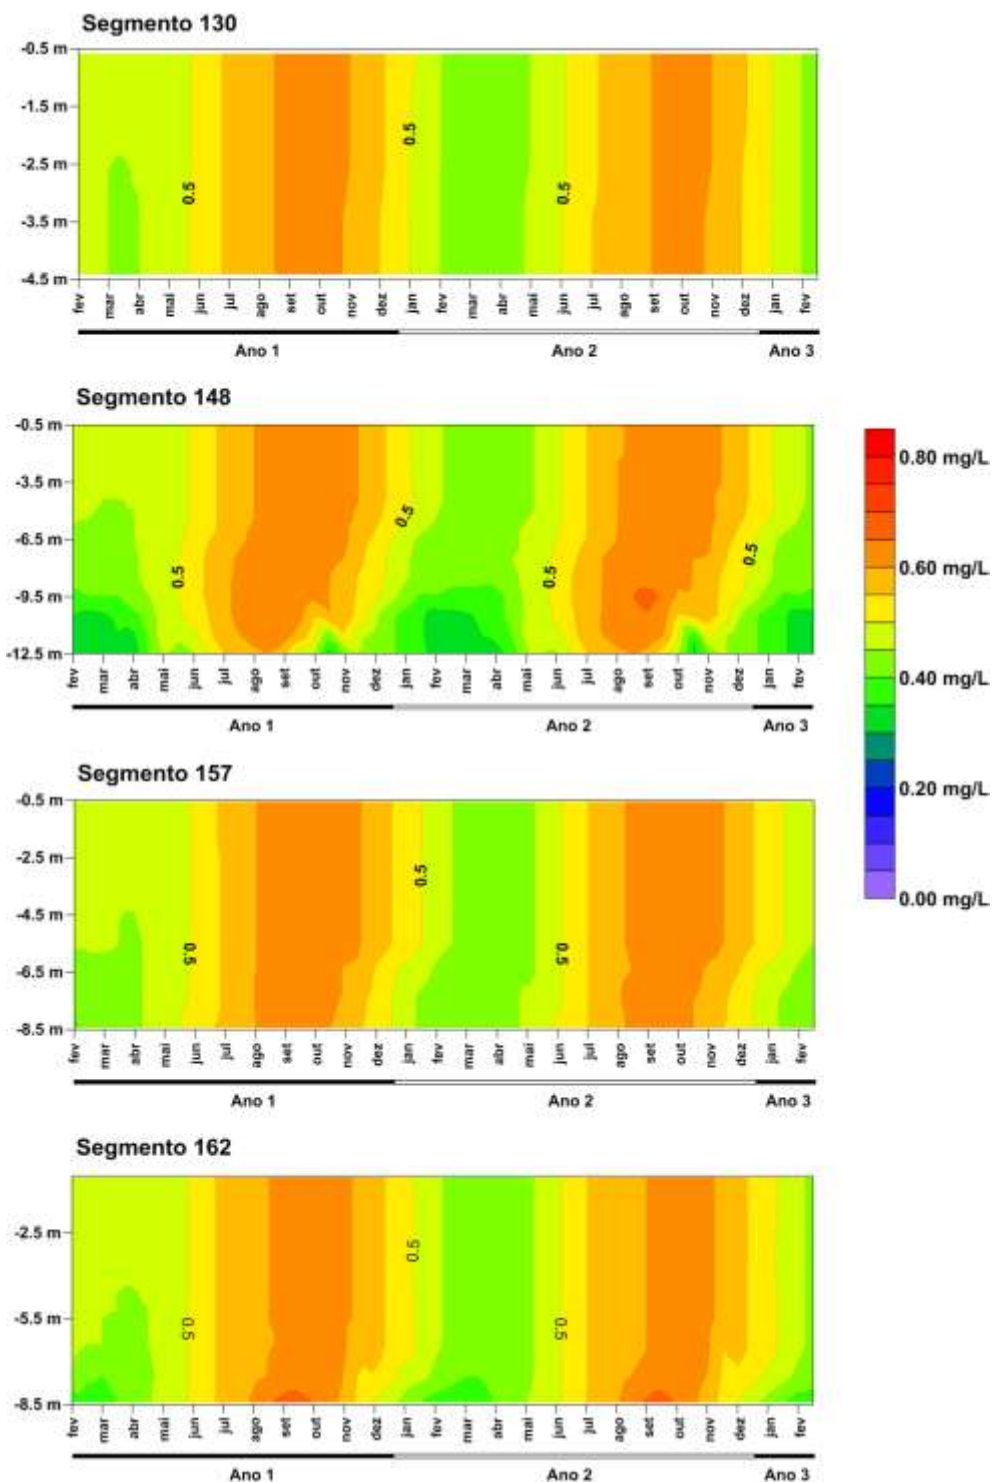 Segmento 130
-0.5 m
-1.5 m
-2.5 m
-3.5 m
-4.5 m
0.5
0.5
0.5
fev mar abr mai jun jul ago set out nov dez jan fev mar abr mai jun jul ago set out nov dez jan fev
Ano 1 Ano 2 Ano 3
Segmento 148
-0.5 m
-3.5 m
-6.5 m
-9.5 m
-12.5 m
0.5
0.5
0.5
0.5
fev mar abr mai jun jul ago set out nov dez jan fev mar abr mai jun jul ago set out nov dez jan fev
Ano 1 Ano 2 Ano 3
0.80 mg/L
0.60 mg/L
0.40 mg/L
0.20 mg/L
0.00 mg/L
Segmento 157
-0.5 m
-2.5 m
-4.5 m
-6.5 m
-8.5 m
0.5
0.5
0.5
fev mar abr mai jun jul ago set out nov dez jan fev mar abr mai jun jul ago set out nov dez jan fev
Ano 1 Ano 2 Ano 3
Segmento 162
-2.5 m
-5.5 m
-8.5 m
0.5
0.5
0.5
fev mar abr mai jun jul ago set out nov dez jan fev mar abr mai jun jul ago set out nov dez jan fev
Ano 1 Ano 2 Ano 3